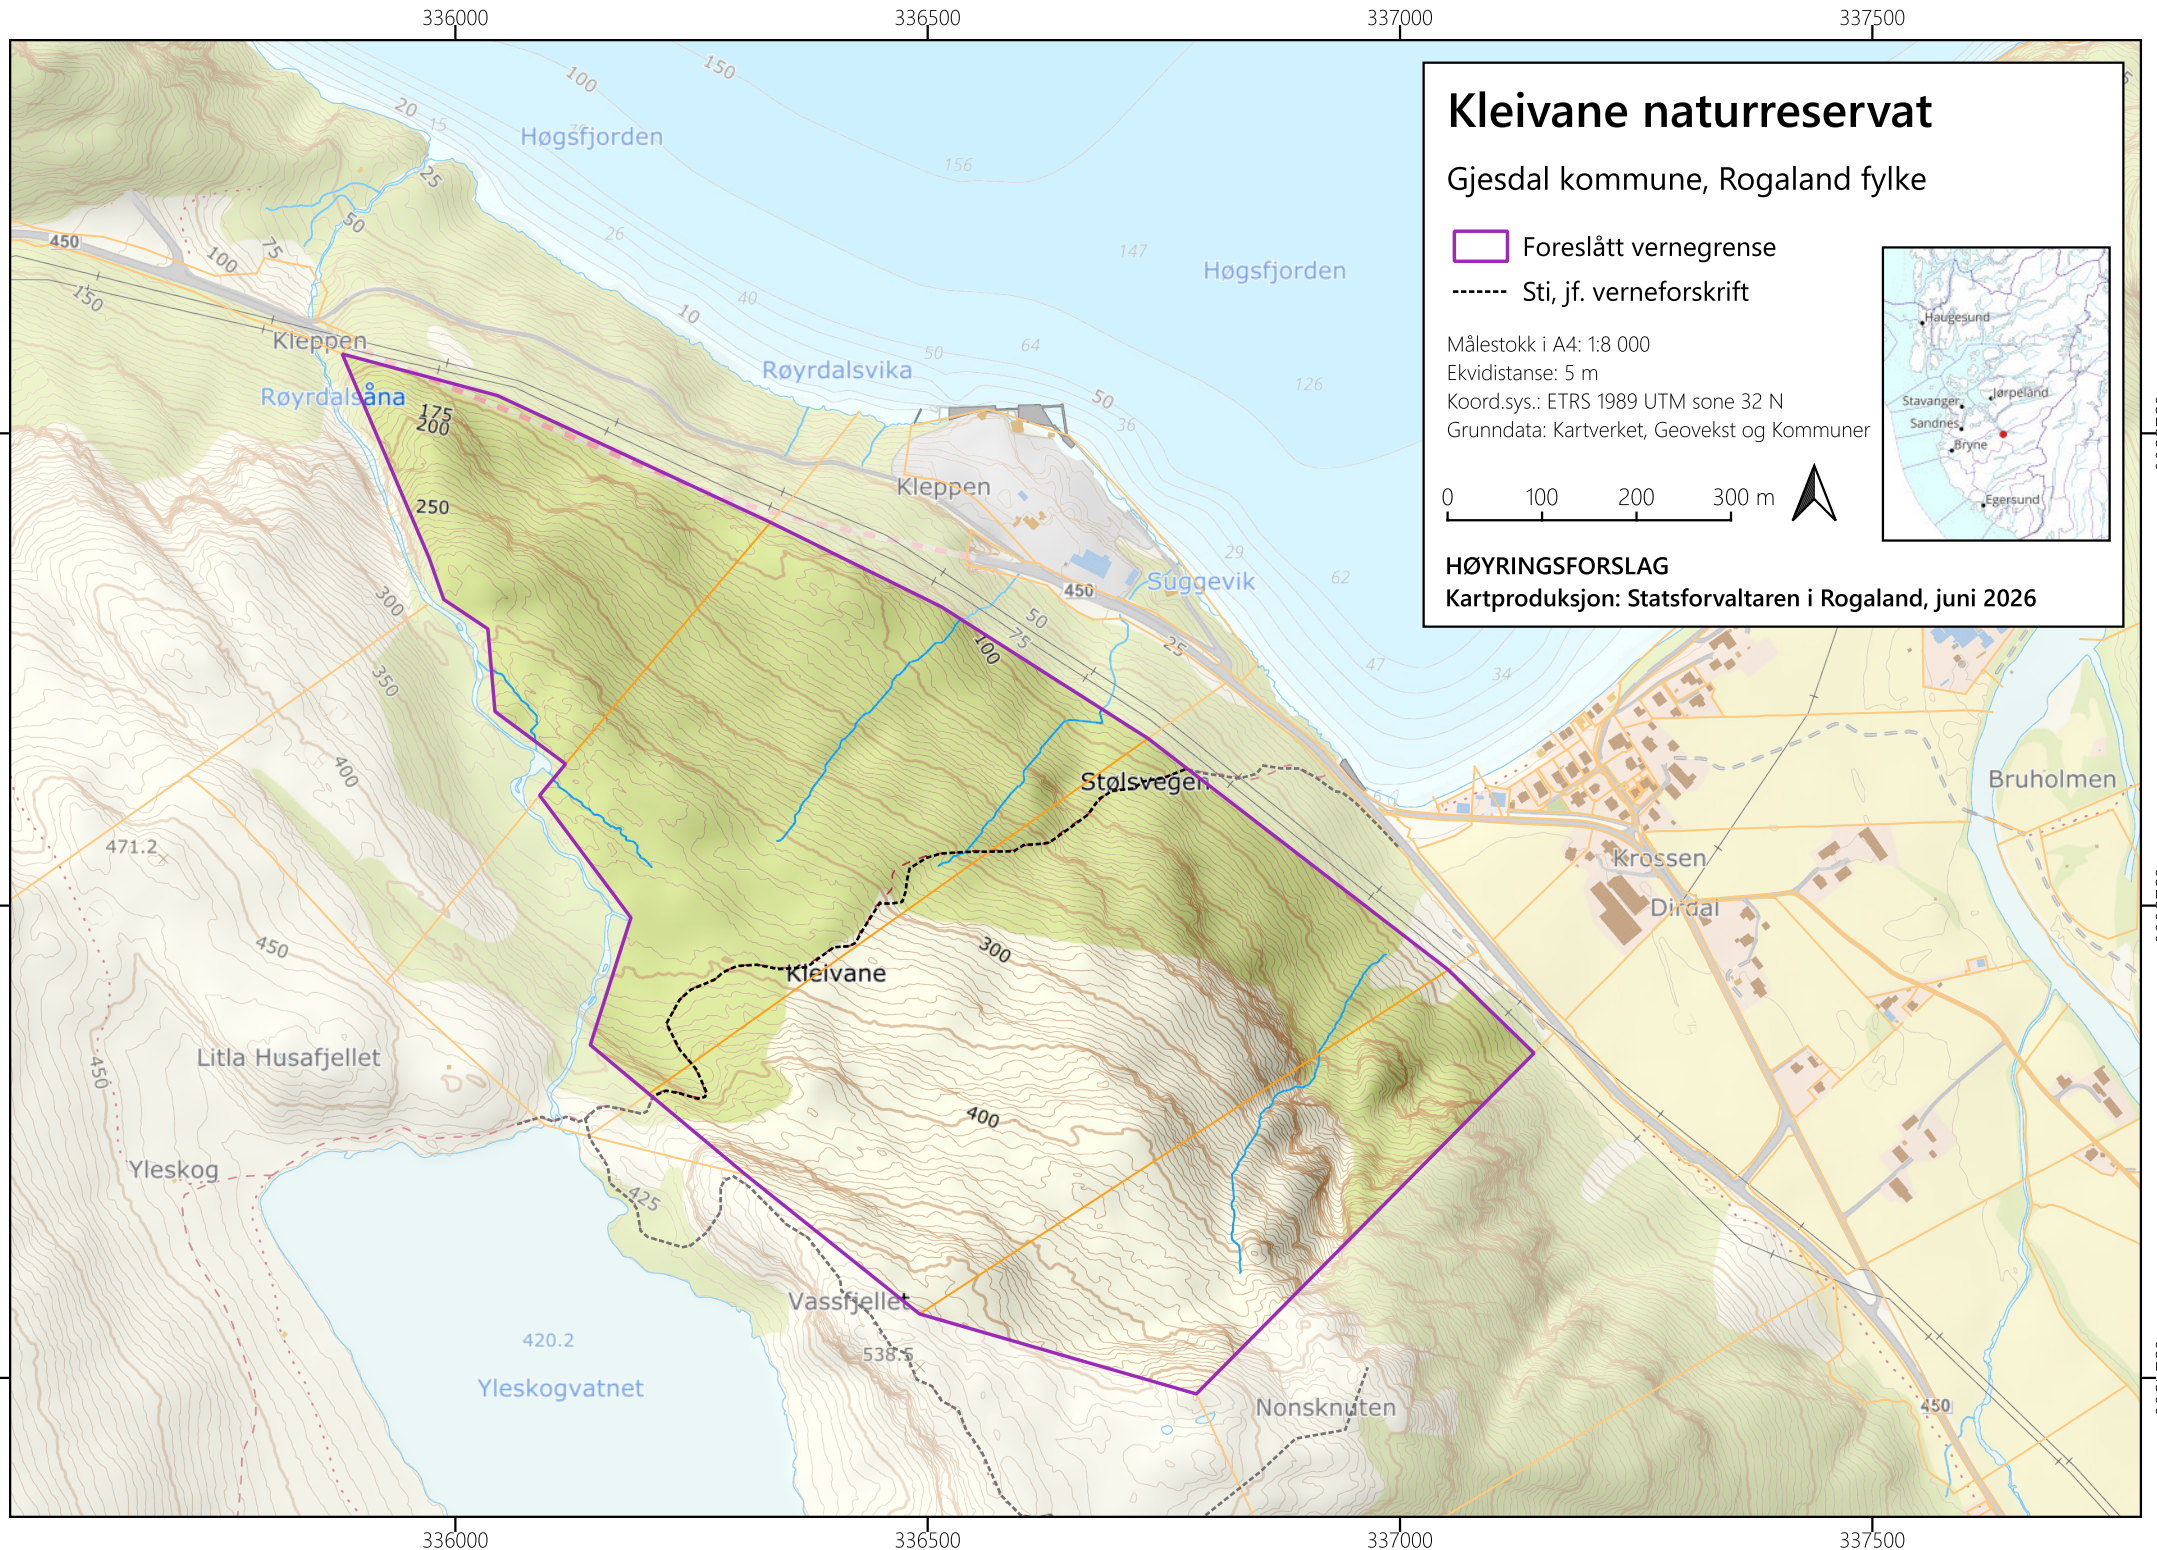 336000
336500
337000
337500
Kleivane naturreservat
Gjesdal kommune, Rogaland fylke
Foreslått vernegrense
Sti, jf. verneforskrift
Målestokk i A4: 1:8 000
Ekvidistanse: 5 m
Koord.sys.: ETRS 1989 UTM sone 32 N
Grunndata: Kartverket, Geovekst og Kommuner
0 100 200 300 m
HØYRINGSFORSLAG
Kartproduksjon: Statsforvaltaren i Rogaland, juni 2026
Haugesund
Jørpeland
Stavanger
Sandnes
Bryne
Egersund
150
100
75
20
15
Høgsfjorden
156
25
50
26
147
450
75
100
Høgsfjorden
150
40
10
Kleppen
50
64
Røyrdalsvika
126
Røyrdalsåna
50
36
175
200
Kleppen
250
29
62
Suggevik
450
300
50
75
100
25
47
34
350
400
Stølsvegen
Bruholmen
471.2
Krossen
Dirdal
450
300
Kleivane
Litla Husafjellet
450
400
Yleskog
425
Vassfjellet
420.2
538.5
Yleskogvatnet
Nonsknuten
450
336000
336500
337000
337500